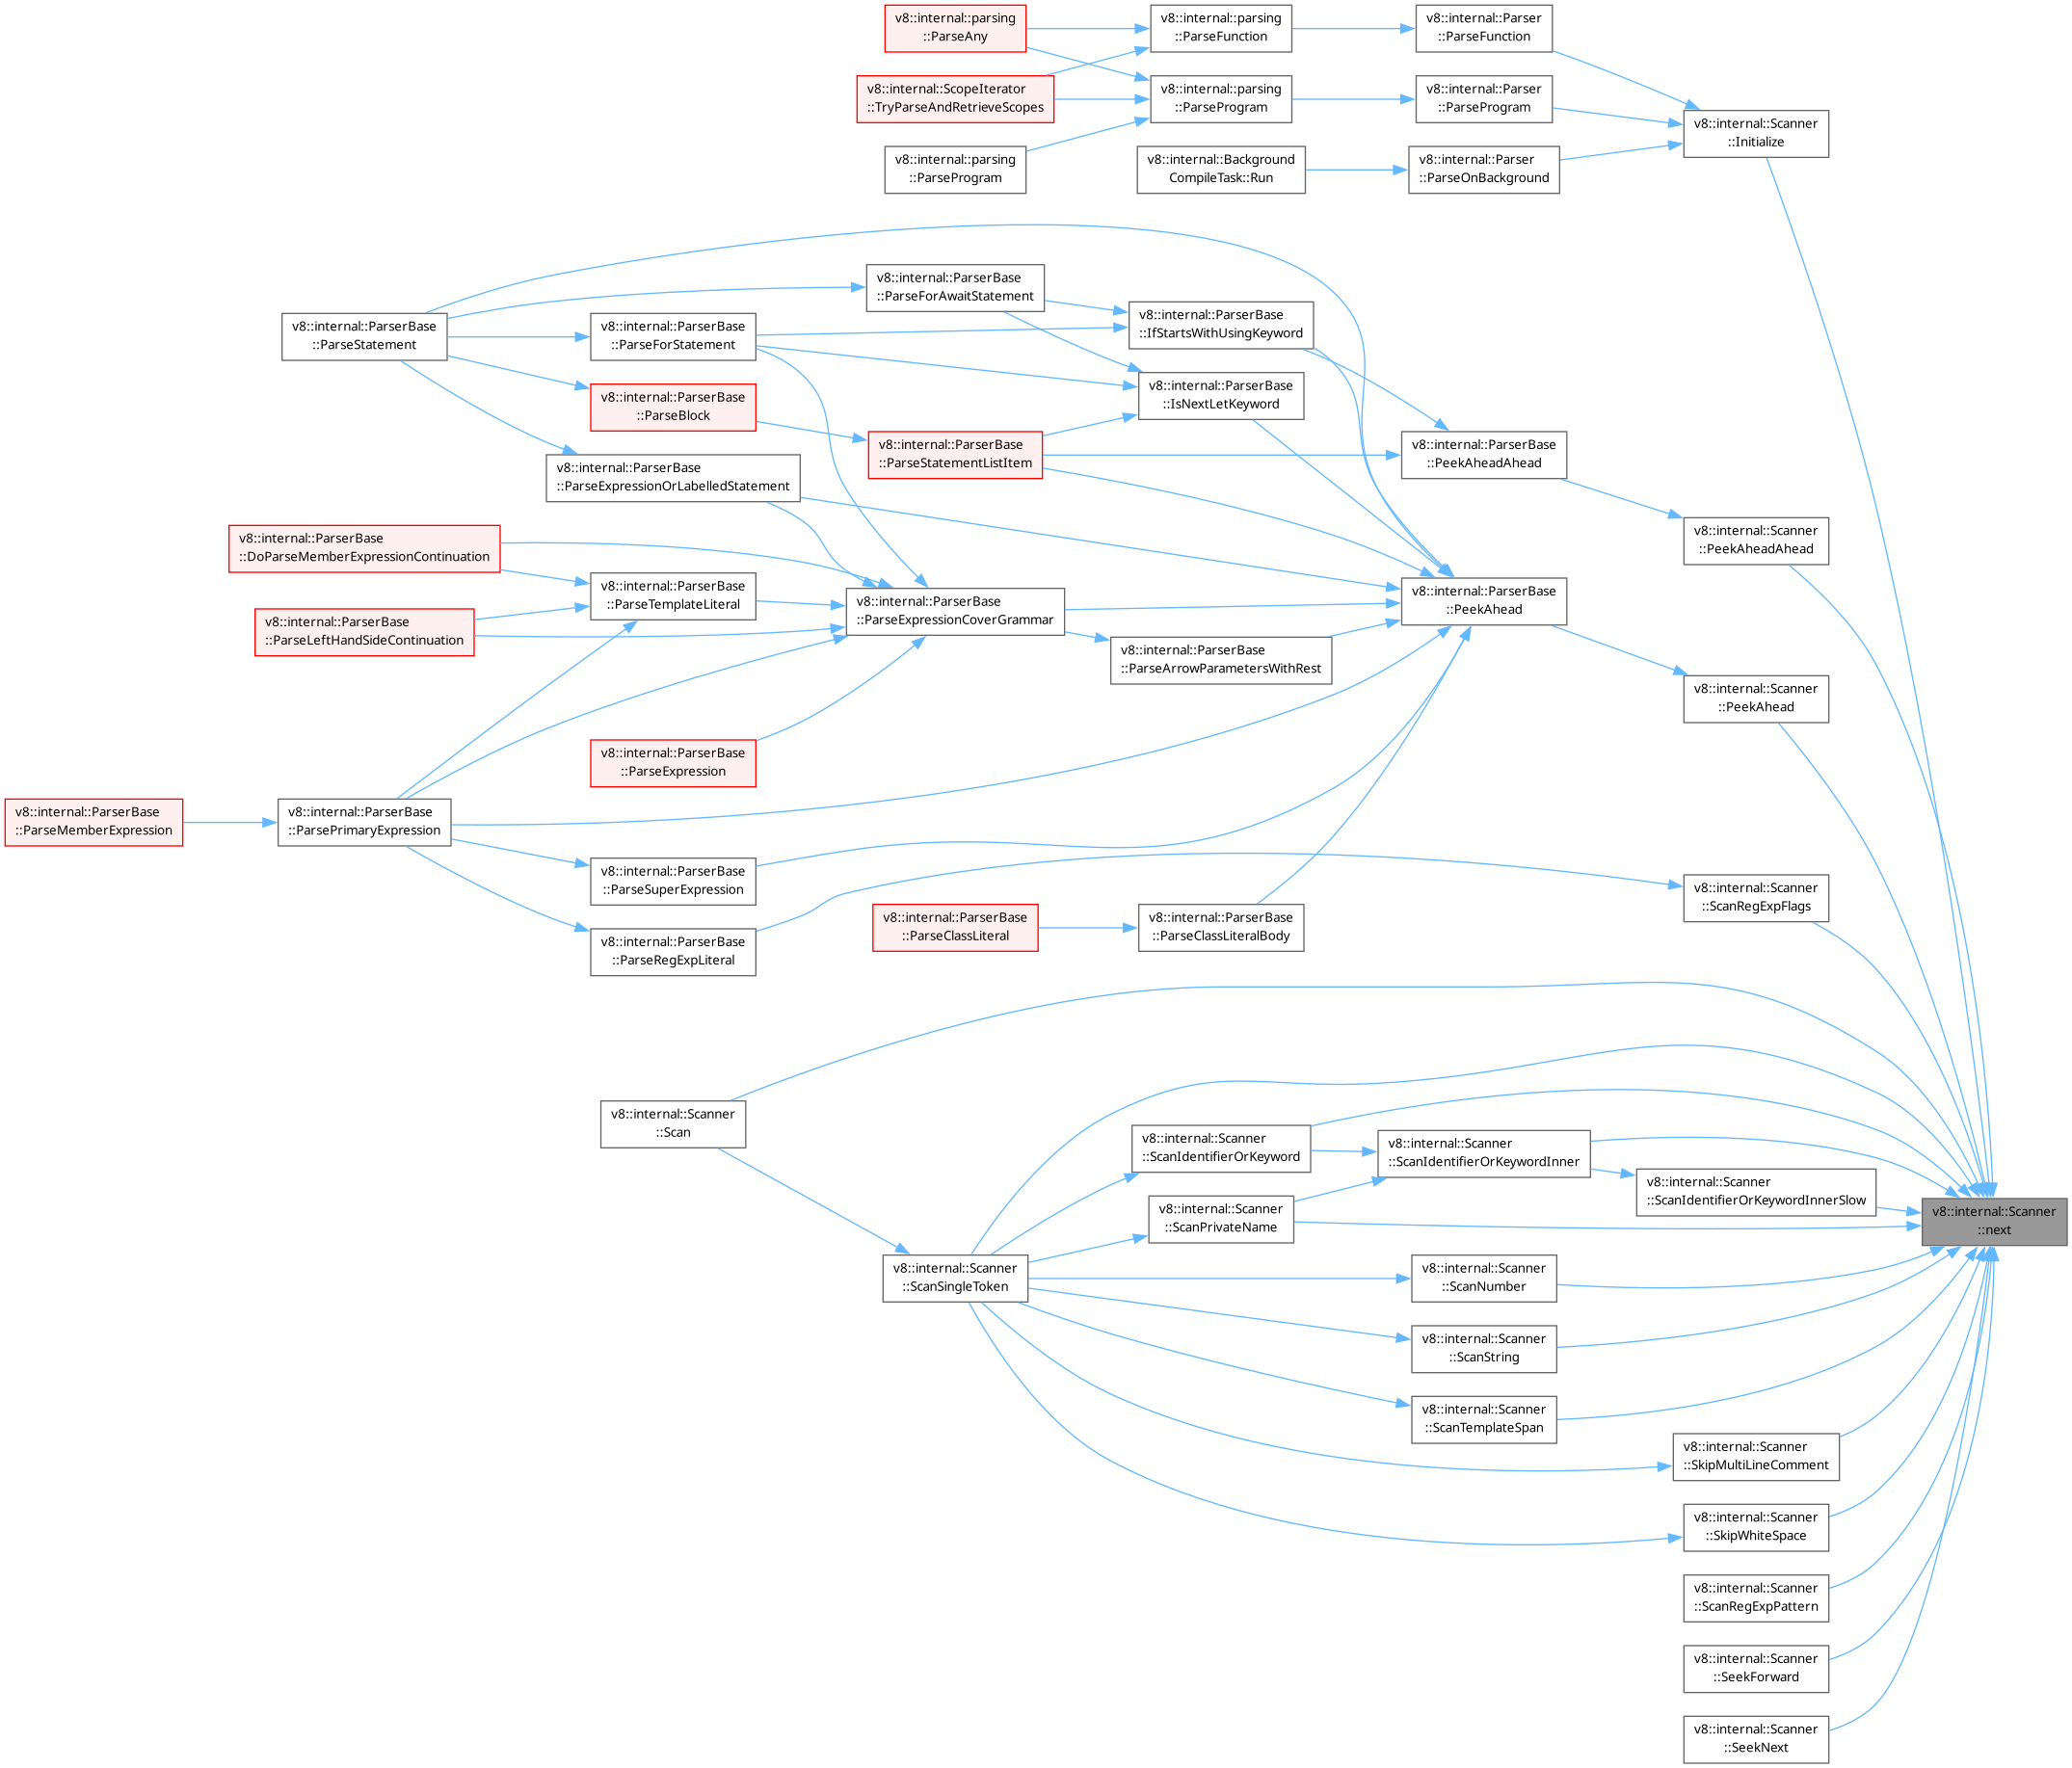 v8::internal::parsing
::ParseAny
v8::internal::parsing
::ParseFunction
v8::internal::Parser
::ParseFunction
v8::internal::ScopeIterator
::TryParseAndRetrieveScopes
v8::internal::parsing
::ParseProgram
v8::internal::Parser
::ParseProgram
v8::internal::Scanner
::Initialize
v8::internal::parsing
::ParseProgram
v8::internal::Background
CompileTask::Run
v8::internal::Parser
::ParseOnBackground
v8::internal::ParserBase
::ParseForAwaitStatement
v8::internal::ParserBase
::ParseStatement
v8::internal::ParserBase
::ParseForStatement
v8::internal::ParserBase
::IfStartsWithUsingKeyword
v8::internal::ParserBase
::ParseBlock
v8::internal::ParserBase
::IsNextLetKeyword
v8::internal::ParserBase
::ParseStatementListItem
v8::internal::ParserBase
::PeekAheadAhead
v8::internal::ParserBase
::ParseExpressionOrLabelledStatement
v8::internal::ParserBase
::DoParseMemberExpressionContinuation
v8::internal::Scanner
::PeekAheadAhead
v8::internal::ParserBase
::ParseTemplateLiteral
v8::internal::ParserBase
::ParseExpressionCoverGrammar
v8::internal::ParserBase
::PeekAhead
v8::internal::ParserBase
::ParseLeftHandSideContinuation
v8::internal::ParserBase
::ParseArrowParametersWithRest
v8::internal::Scanner
::PeekAhead
v8::internal::ParserBase
::ParseExpression
v8::internal::ParserBase
::ParseMemberExpression
v8::internal::ParserBase
::ParsePrimaryExpression
v8::internal::ParserBase
::ParseSuperExpression
v8::internal::Scanner
::ScanRegExpFlags
v8::internal::ParserBase
::ParseRegExpLiteral
v8::internal::ParserBase
::ParseClassLiteral
v8::internal::ParserBase
::ParseClassLiteralBody
v8::internal::Scanner
::Scan
v8::internal::Scanner
::ScanIdentifierOrKeyword
v8::internal::Scanner
::ScanIdentifierOrKeywordInner
v8::internal::Scanner
::ScanIdentifierOrKeywordInnerSlow
v8::internal::Scanner
::ScanPrivateName
v8::internal::Scanner
::next
v8::internal::Scanner
::ScanSingleToken
v8::internal::Scanner
::ScanNumber
v8::internal::Scanner
::ScanString
v8::internal::Scanner
::ScanTemplateSpan
v8::internal::Scanner
::SkipMultiLineComment
v8::internal::Scanner
::SkipWhiteSpace
v8::internal::Scanner
::ScanRegExpPattern
v8::internal::Scanner
::SeekForward
v8::internal::Scanner
::SeekNext